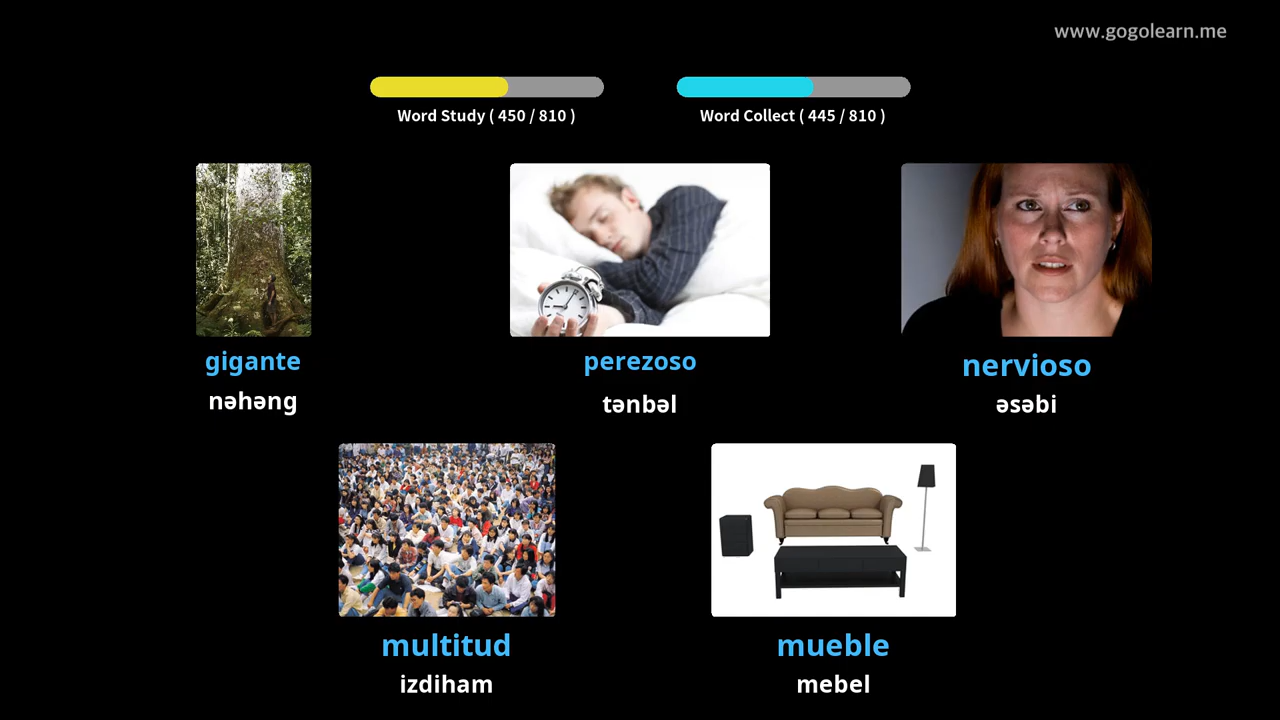 www.gogolearn.me
Word Study ( 450 / 810 )
Word Collect ( 445 / 810 )
gigante
nəhəng
perezoso
tənbəl
nervioso
əsəbi
multitud
izdiham
mueble
mebel